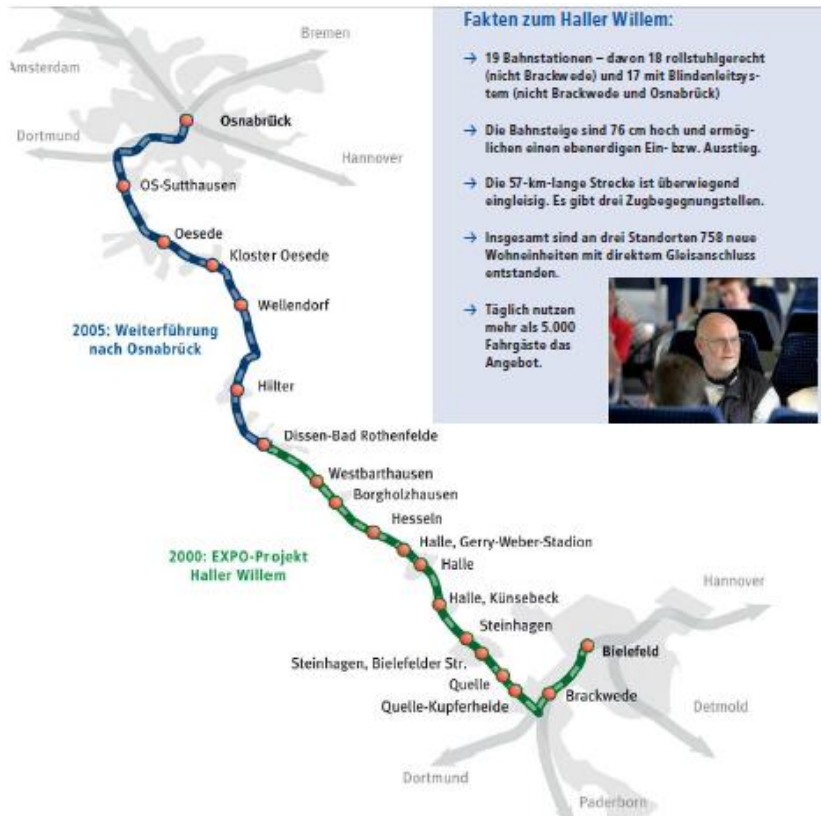 Fakten zum Haller Willem:
→ 19 Bahnstationen – davon 18 rollstuhlgerecht
(nicht Brackwede) und 17 mit Blindenleitsys-
tem (nicht Brackwede und Osnabrück)
→ Die Bahnsteige sind 76 cm hoch und ermög-
lichen einen ebenerdigen Ein- bzw. Ausstieg.
→ Die 57-km-lange Strecke ist überwiegend
eingleisig. Es gibt drei Zugbegegnungstellen.
→ Insgesamt sind an drei Standorten 758 neue
Wohneinheiten mit direktem Gleisanschluss
entstanden.
→ Täglich nutzen
mehr als 5.000
Fahrgäste das
Angebot.
Bremen
Amsterdam
Osnabrück
Dortmund
Hannover
OS-Sutthausen
Oesede
Kloster Oesede
Wellendorf
2005: Weiterführung
nach Osnabrück
Hilter
Dissen-Bad Rothenfelde
Westbarthausen
Borgholzhausen
Hesseln
Halle, Gerry-Weber-Stadion
2000: EXPO-Projekt
Haller Willem
Halle
Hannover
Halle, Künsebeck
Steinhagen
Bielefeld
Steinhagen, Bielefelder Str.
Quelle
Brackwede
Quelle-Kupferheide
Detmold
Dortmund
Paderborn